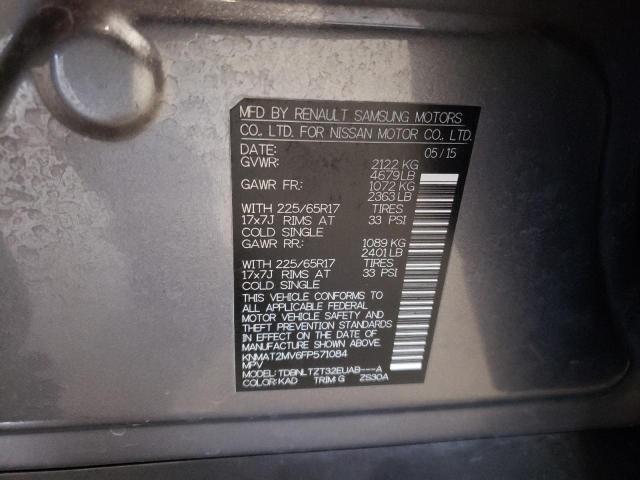 MFD BY RENAULT SAMSUNG MOTORS
CO., LTD. FOR NISSAN MOTOR CO., LTD.
DATE: 05/15
GVWR: 2122 KG
4679 LB
GAWR FR: 1072 KG
2363 LB
WITH 225/65R17 TIRES
17x7J RIMS AT 33 PSI
COLD SINGLE
GAWR RR: 1089 KG
2401 LB
WITH 225/65R17 TIRES
17x7J RIMS AT 33 PSI
COLD SINGLE
THIS VEHICLE CONFORMS TO
ALL APPLICABLE FEDERAL
MOTOR VEHICLE SAFETY AND
THEFT PREVENTION STANDARDS
IN EFFECT ON THE DATE OF
MANUFACTURE SHOWN ABOVE.
KNMAT2MV6FP571084
MPV
MODEL: TDBNLTZT32EUAB---A
COLOR: KAD TRIM: G ZS30A